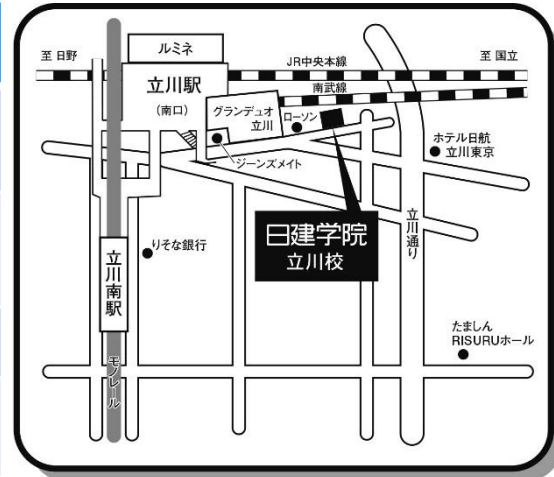 至 日野
ルミネ
JR中央本線
至 国立
立川駅
(南口)
南武線
グランデュオ
立川
ローソン
ジーンズメイト
ホテル日航
立川東京
日建学院
立川校
立川通り
りそな銀行
立川南駅
モノレール
たましん
RISURUホール